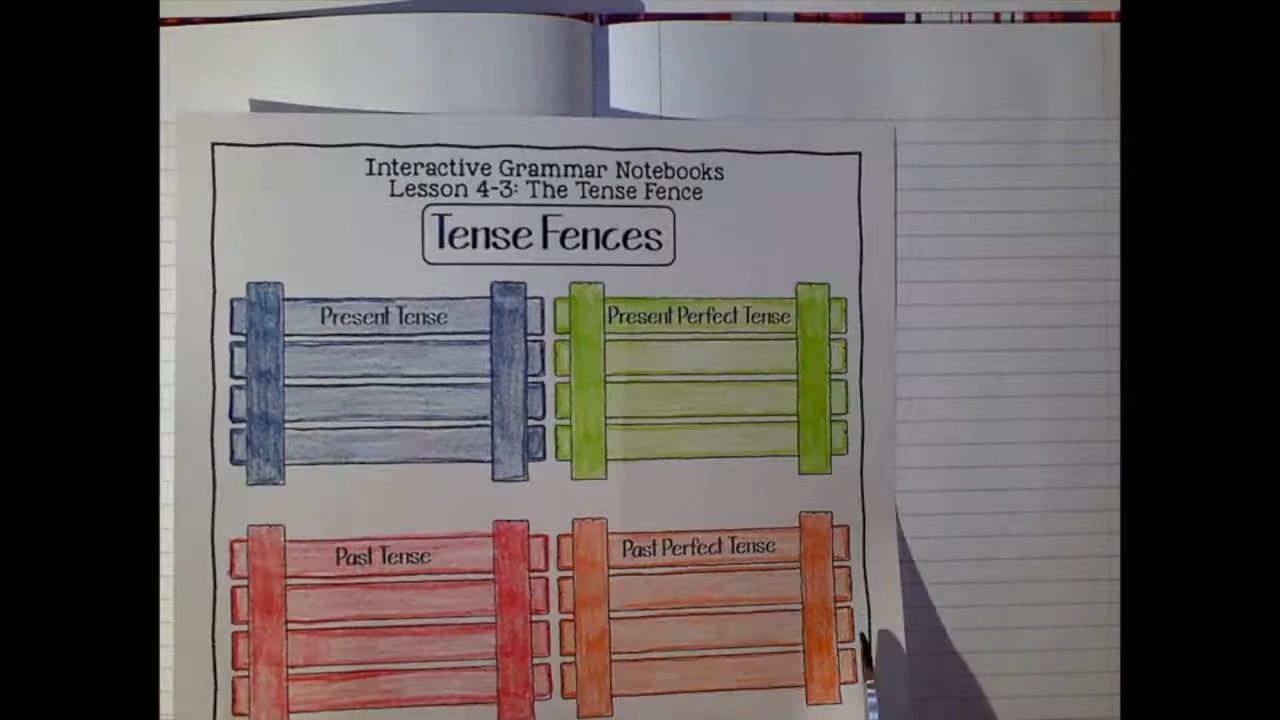 Interactive Grammar Notebooks
Lesson 4-3: The Tense Fence
Tense Fences
Present Tense
Present Perfect Tense
Past Tense
Past Perfect Tense